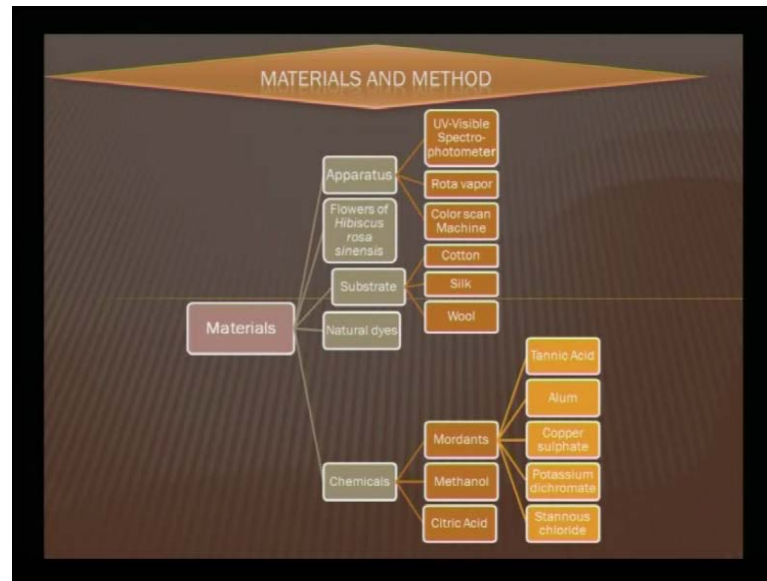 MATERIALS AND METHOD
Materials
Apparatus
UV-Visible
Spectro-
photometer
Rota vapor
Color scan
Machine
Flowers of
Hibiscus
rosa
sinensis
Substrate
Cotton
Silk
Wool
Natural dyes
Chemicals
Mordants
Tannic Acid
Alum
Copper
sulphate
Potassium
dichromate
Stannous
chloride
Methanol
Citric Acid